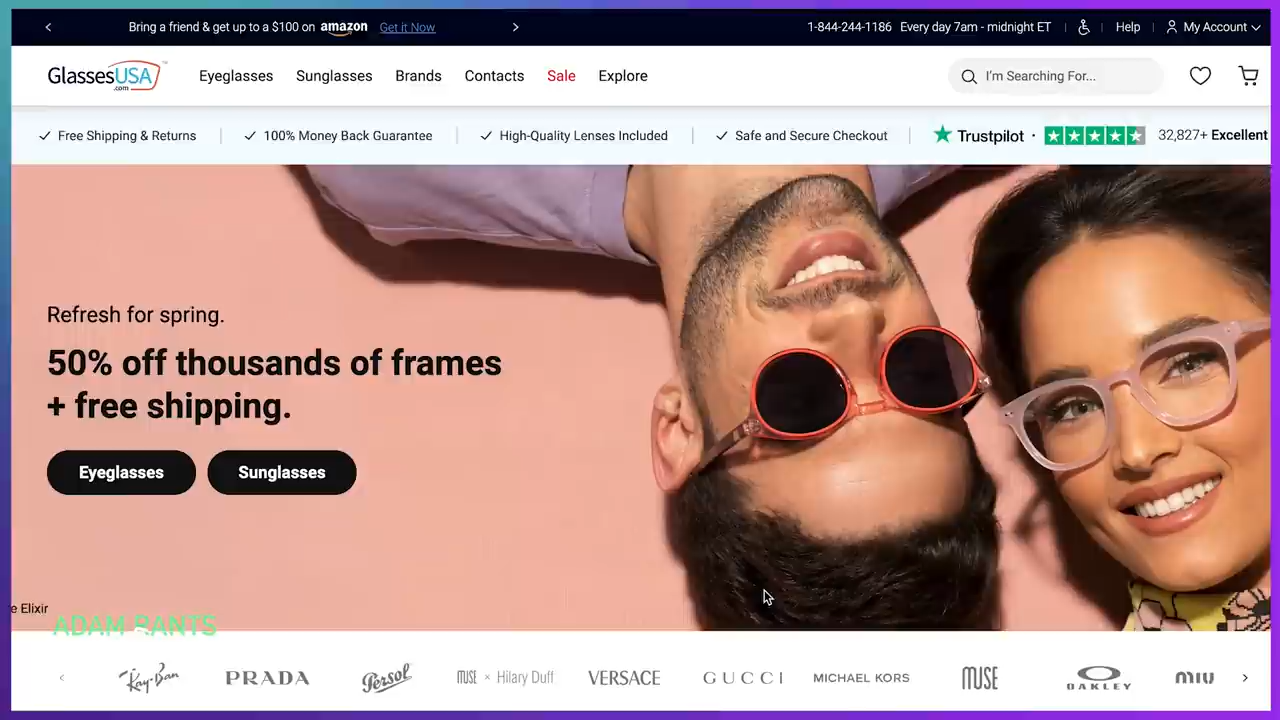 Bring a friend & get up to a $100 on amazon Get it Now
1-844-244-1186 Every day 7am - midnight ET Help My Account
GlassesUSA.com Eyeglasses Sunglasses Brands Contacts Sale Explore I'm Searching For...
Free Shipping & Returns 100% Money Back Guarantee High-Quality Lenses Included Safe and Secure Checkout Trustpilot · 32,827+ Excellent
Refresh for spring.
50% off thousands of frames
+ free shipping.
Eyeglasses Sunglasses
e Elixir
ADAM RANTS
Ray-Ban PRADA Persol MUSE × Hilary Duff VERSACE GUCCI MICHAEL KORS MUSE OAKLEY miu